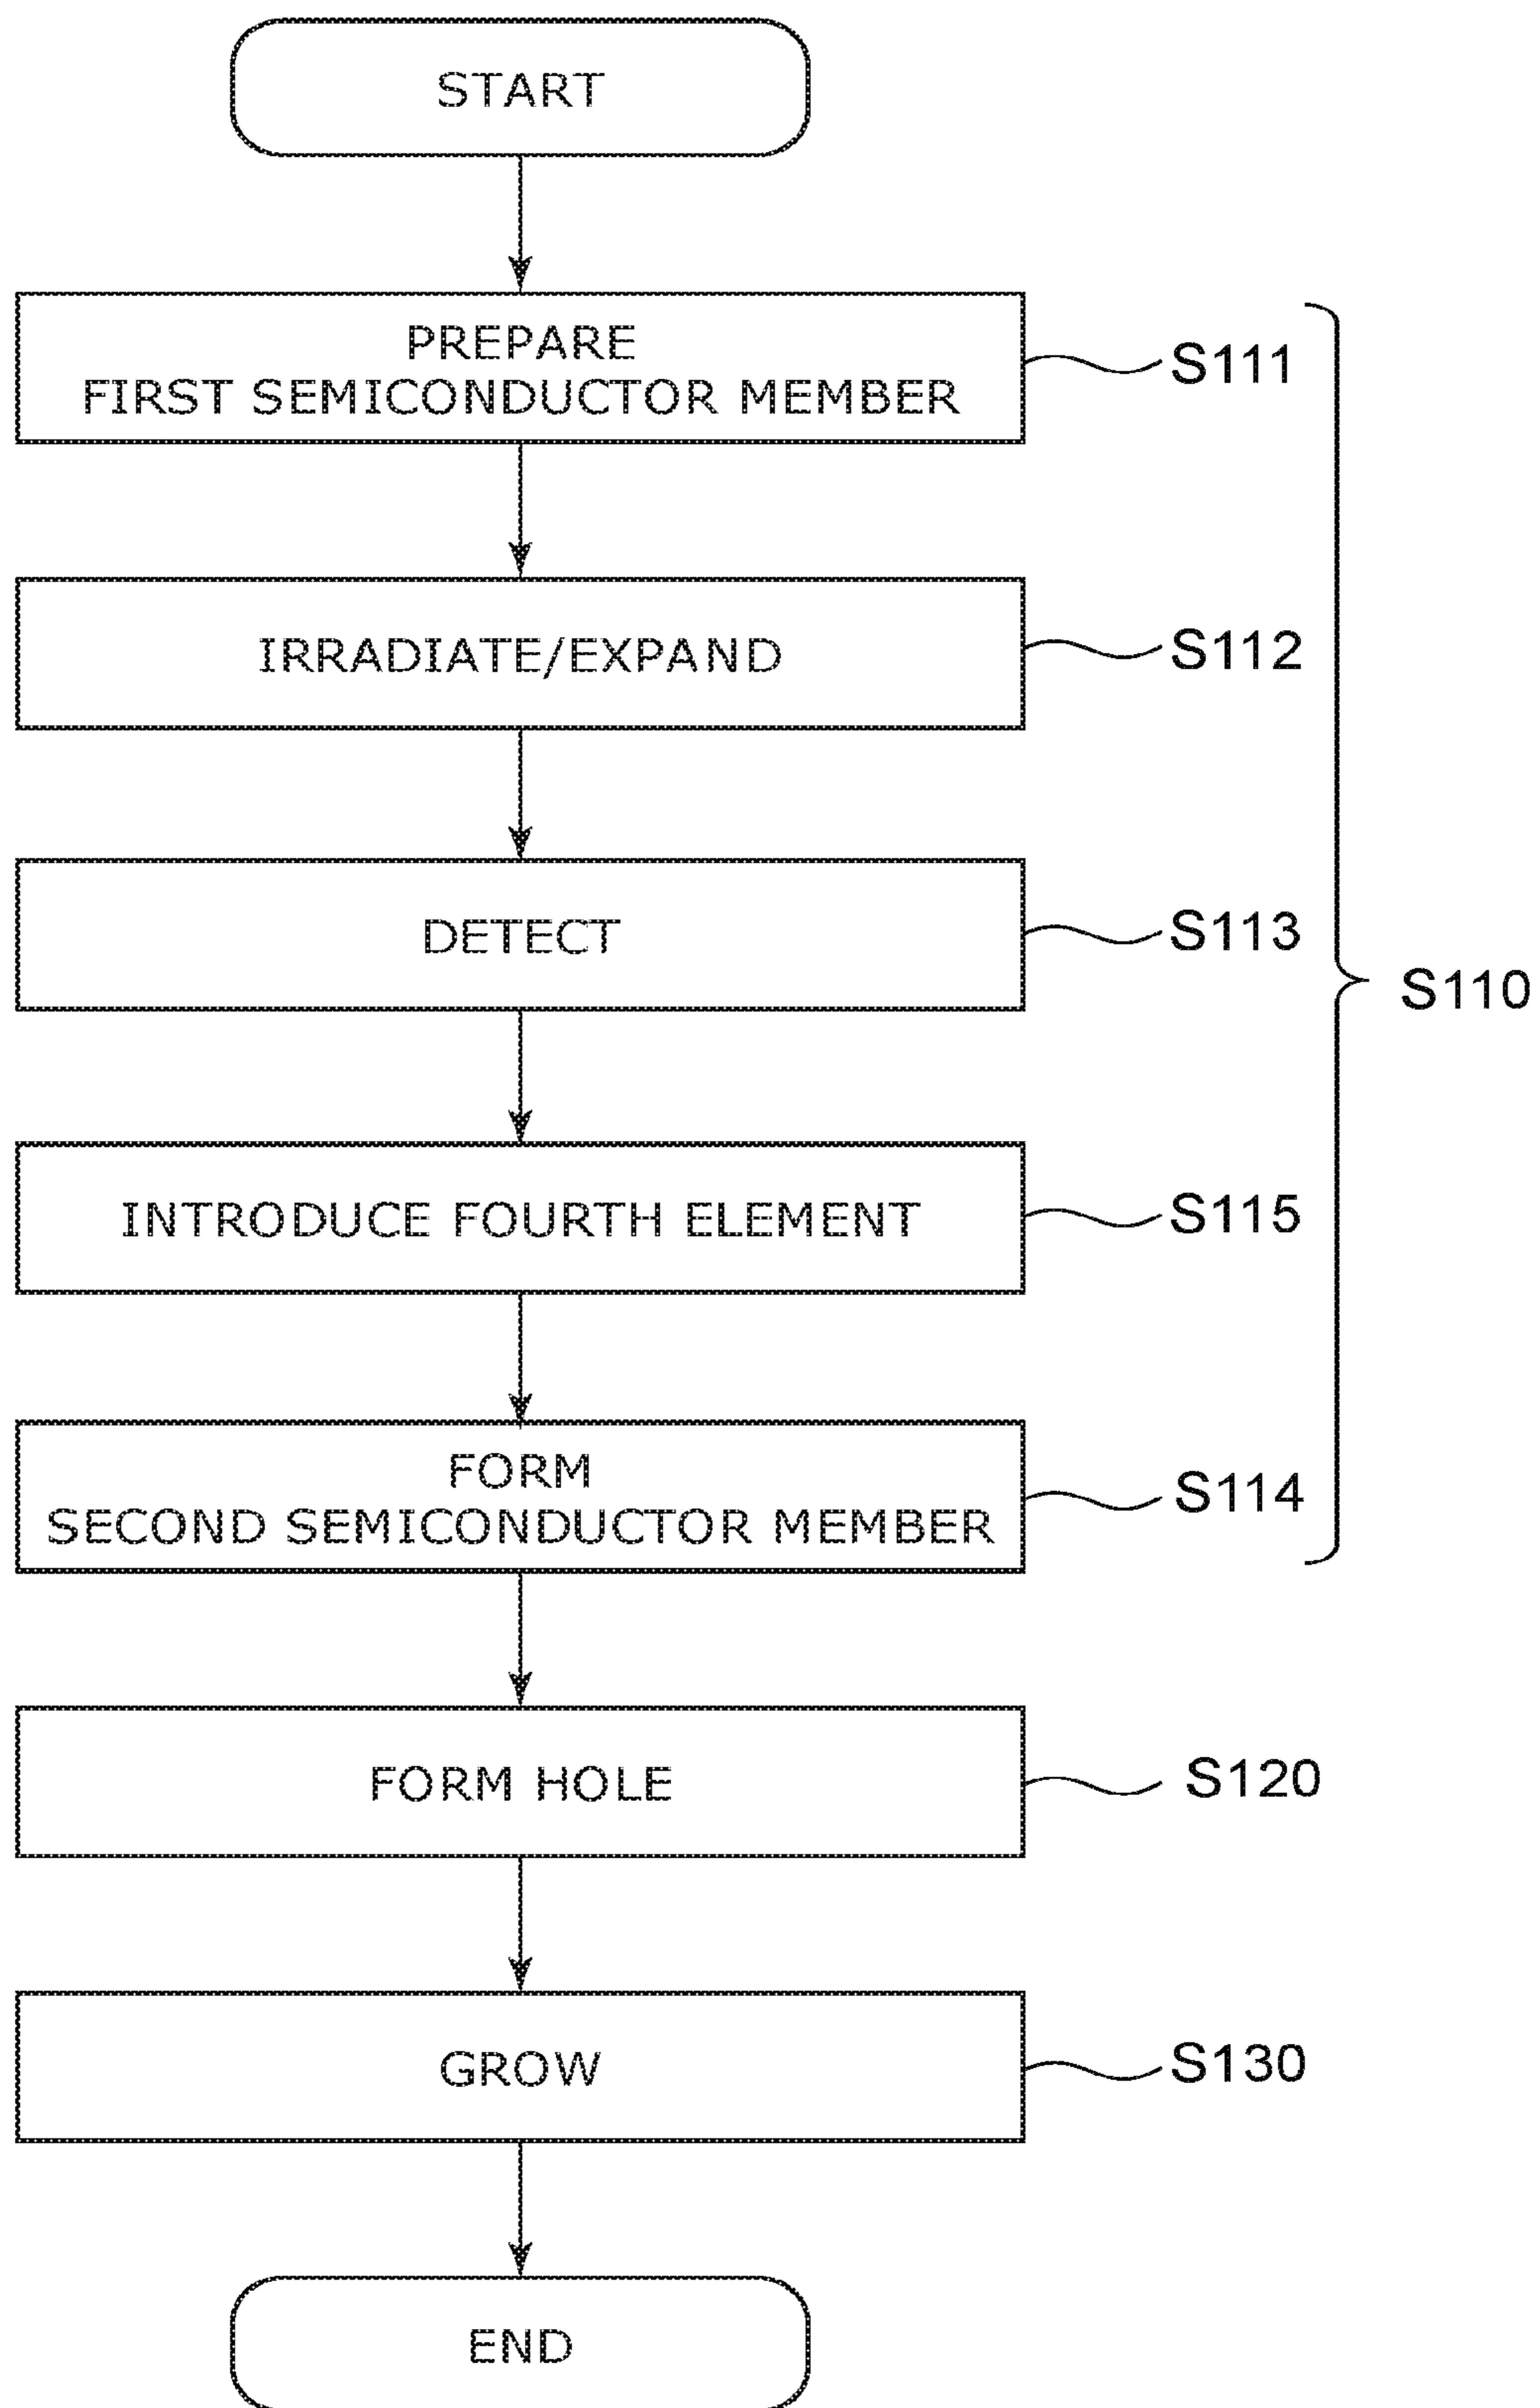 START
PREPARE
FIRST SEMICONDUCTOR MEMBER
S111
IRRADIATE/EXPAND
S112
DETECT
S113
S110
INTRODUCE FOURTH ELEMENT
S115
FORM
SECOND SEMICONDUCTOR MEMBER
S114
FORM HOLE
S120
GROW
S130
END